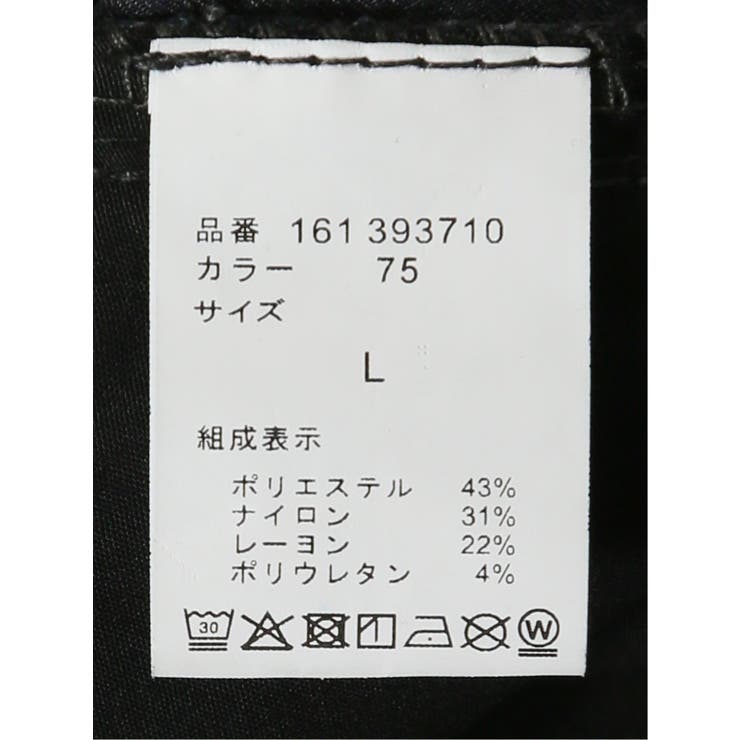 品番 161 393710
カラー 75
サイズ
L
組成表示
ポリエステル 43%
ナイロン 31%
レーヨン 22%
ポリウレタン 4%
30 W